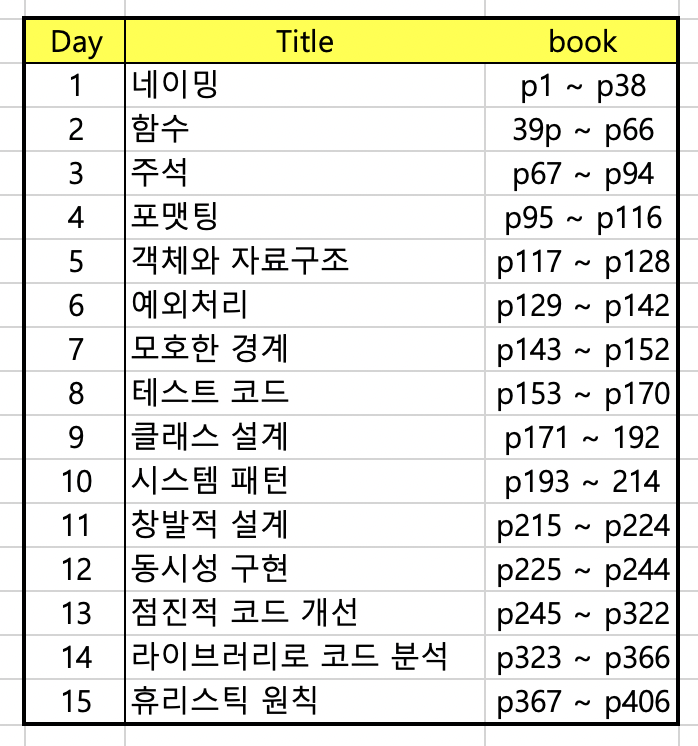 Day Title book
1 네이밍 p1 ~ p38
2 함수 39p ~ p66
3 주석 p67 ~ p94
4 포맷팅 p95 ~ p116
5 객체와 자료구조 p117 ~ p128
6 예외처리 p129 ~ p142
7 모호한 경계 p143 ~ p152
8 테스트 코드 p153 ~ p170
9 클래스 설계 p171 ~ 192
10 시스템 패턴 p193 ~ 214
11 창발적 설계 p215 ~ p224
12 동시성 구현 p225 ~ p244
13 점진적 코드 개선 p245 ~ p322
14 라이브러리로 코드 분석 p323 ~ p366
15 휴리스틱 원칙 p367 ~ p406